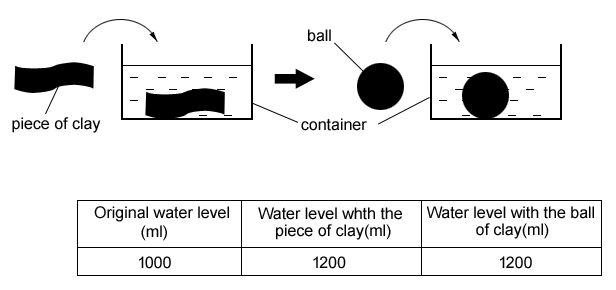 ball
piece of clay
container
Original water level
(ml)
Water level whth the
piece of clay(ml)
Water level with the ball
of clay(ml)
1000
1200
1200